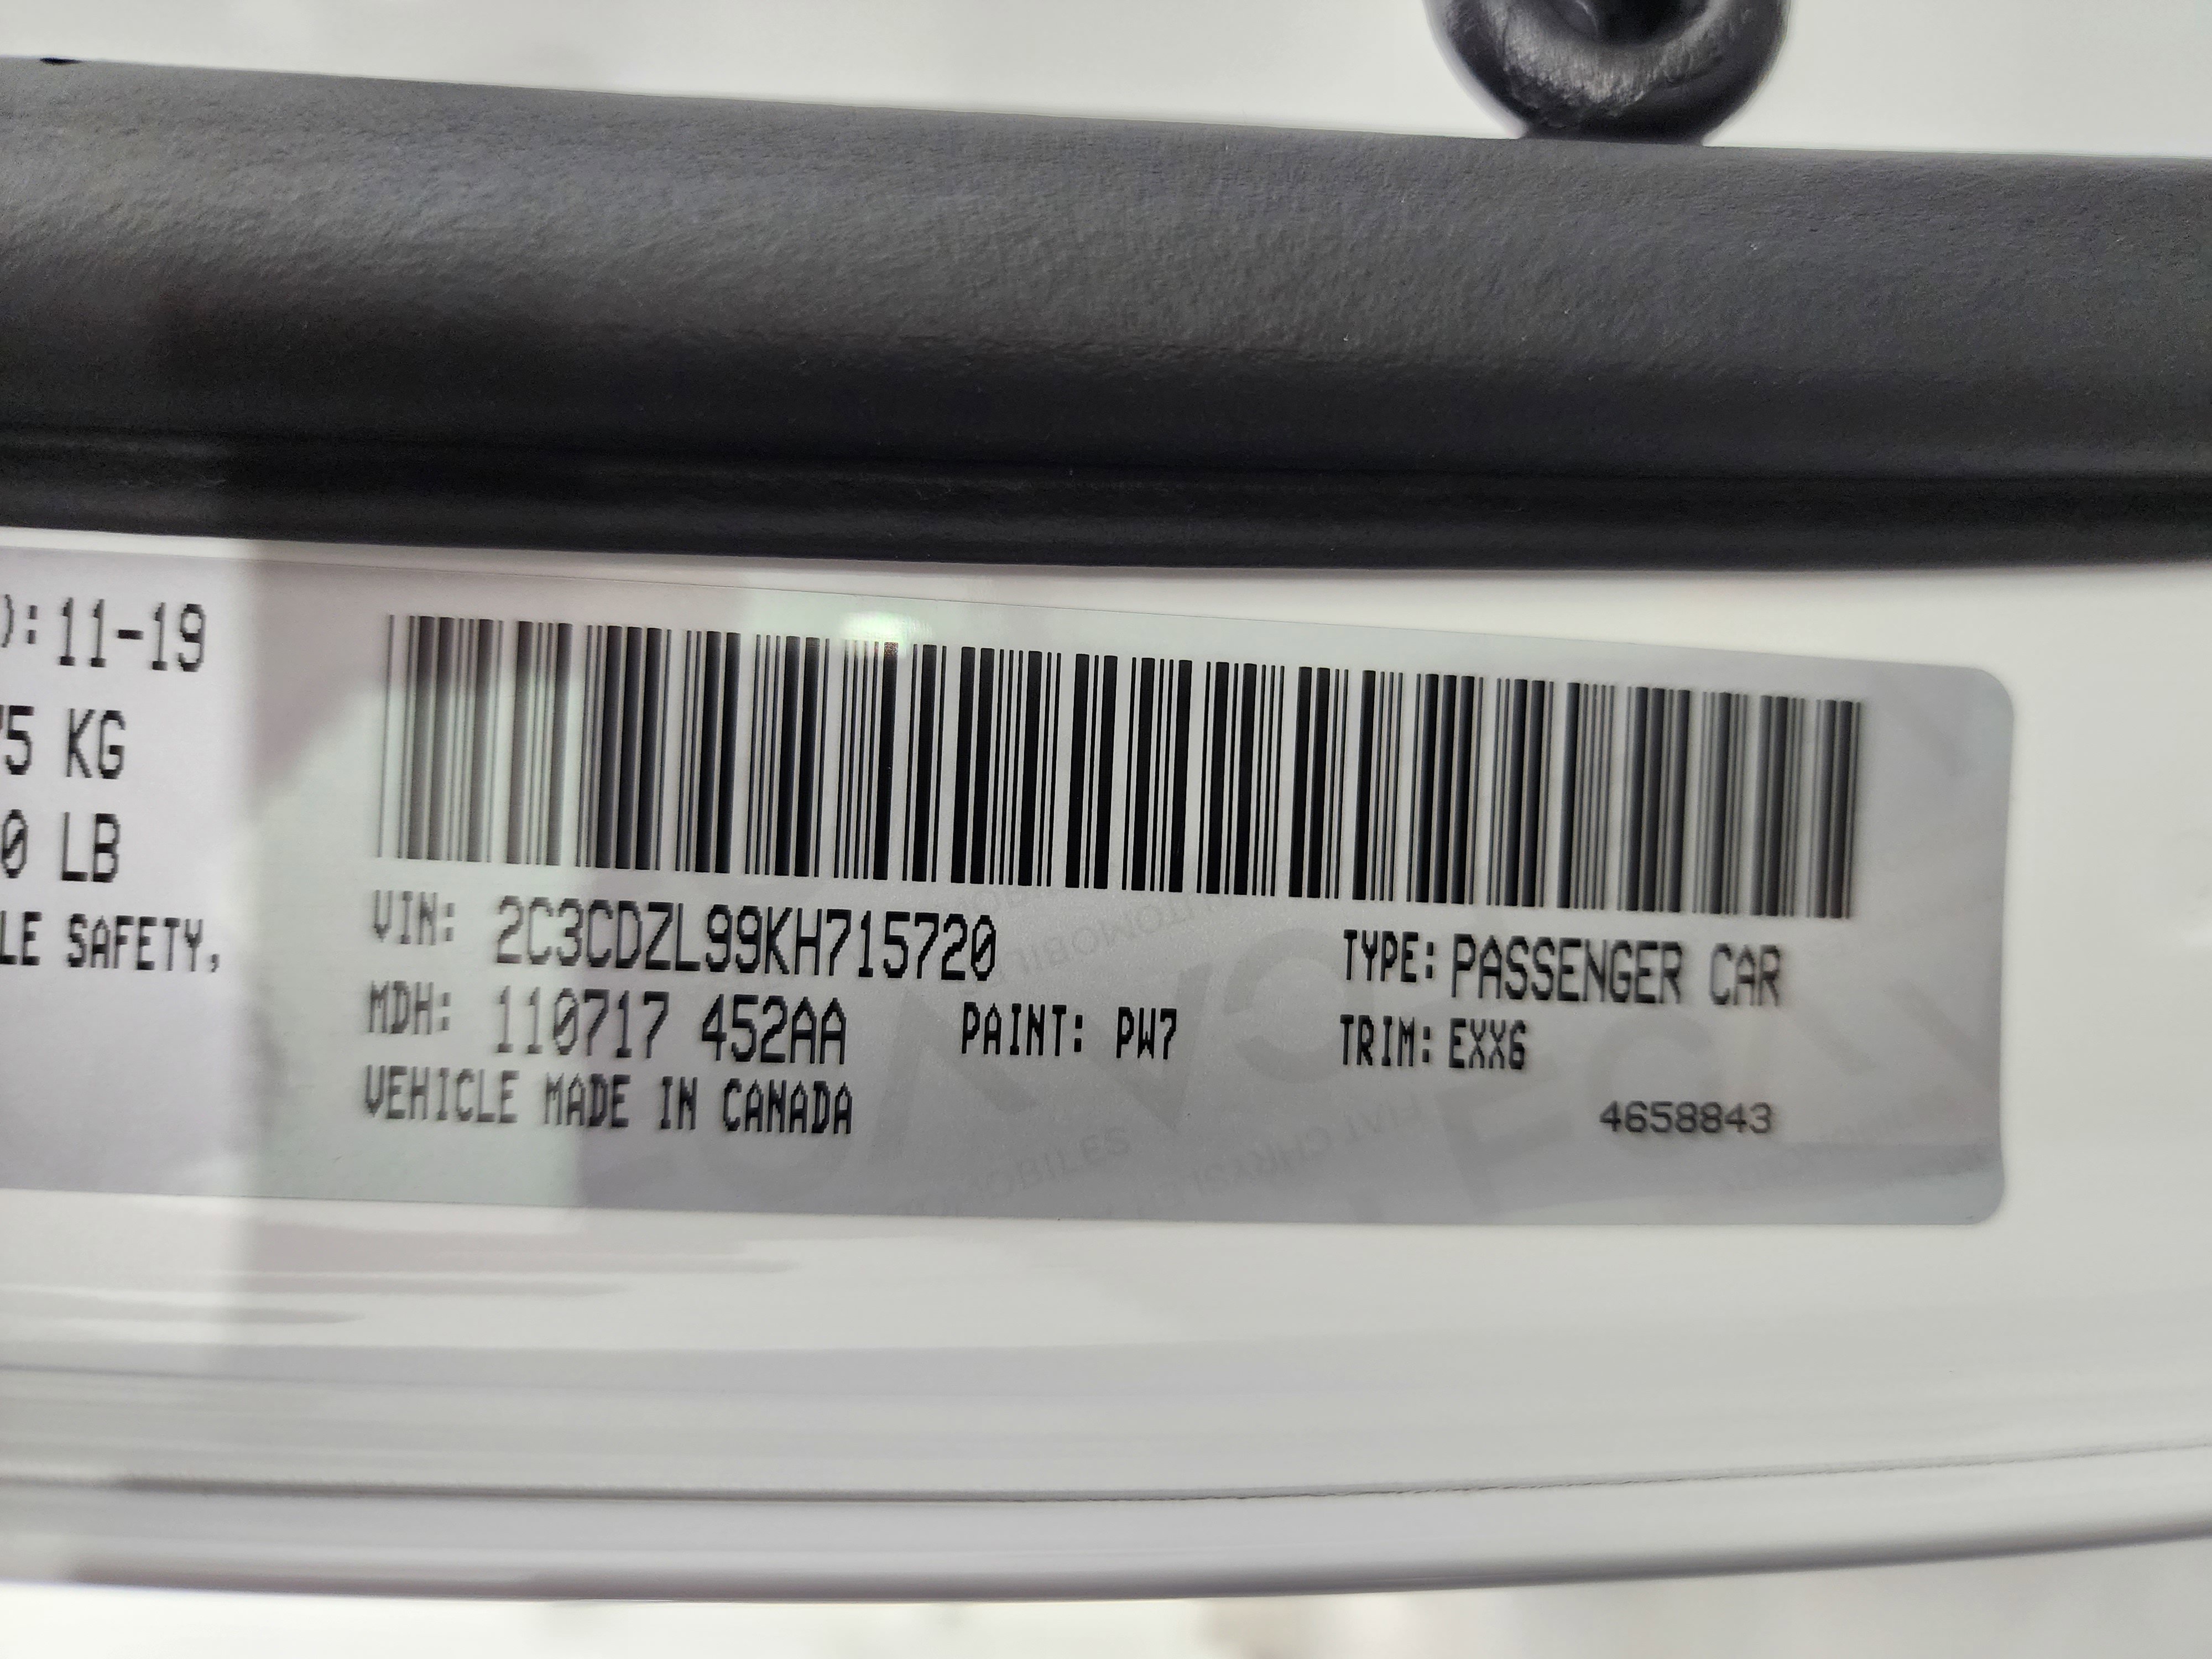 ): 11-19
5 KG
0 LB
LE SAFETY,
VIN: 2C3CDZL99KH715720
TYPE: PASSENGER CAR
MDH: 110717 452AA
PAINT: PW7
TRIM: EXX6
VEHICLE MADE IN CANADA
4658843